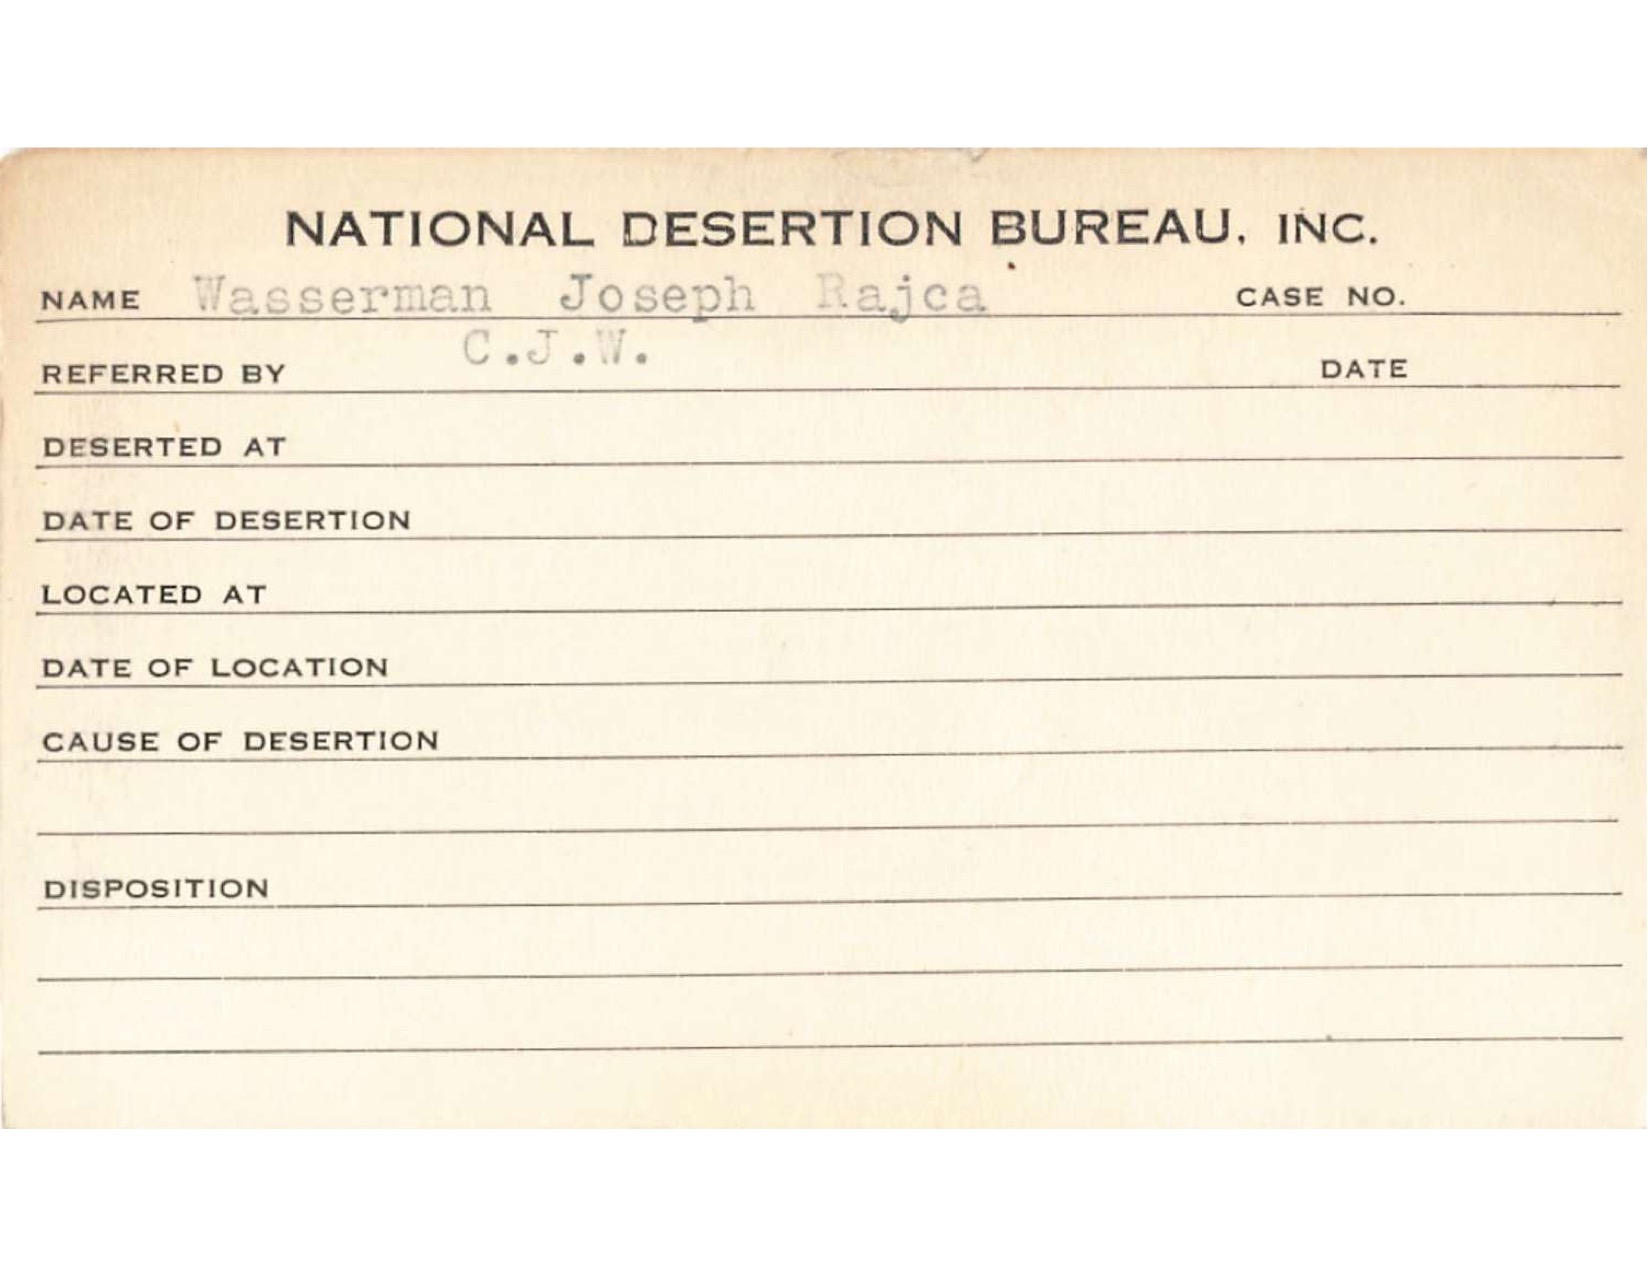 NATIONAL DESERTION BUREAU, INC.
NAME Wasserman Joseph Rajca CASE NO.
REFERRED BY C.J.W. DATE
DESERTED AT
DATE OF DESERTION
LOCATED AT
DATE OF LOCATION
CAUSE OF DESERTION
DISPOSITION